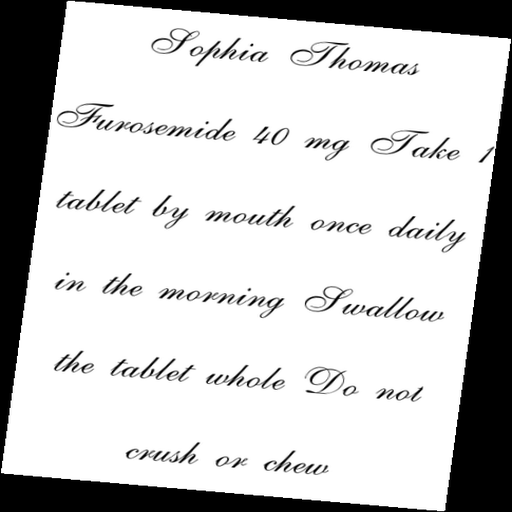 Sophia Thomas
Furosemide 40 mg Take 1
tablet by mouth once daily
in the morning Swallow
the tablet whole Do not
crush or chew